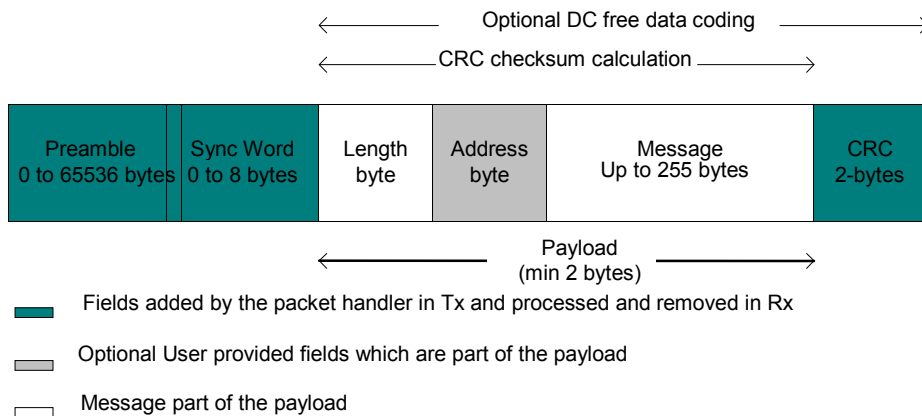 Optional DC free data coding
CRC checksum calculation
Preamble
0 to 65536 bytes
Sync Word
0 to 8 bytes
Length
byte
Address
byte
Message
Up to 255 bytes
CRC
2-bytes
Payload
(min 2 bytes)
Fields added by the packet handler in Tx and processed and removed in Rx
Optional User provided fields which are part of the payload
Message part of the payload